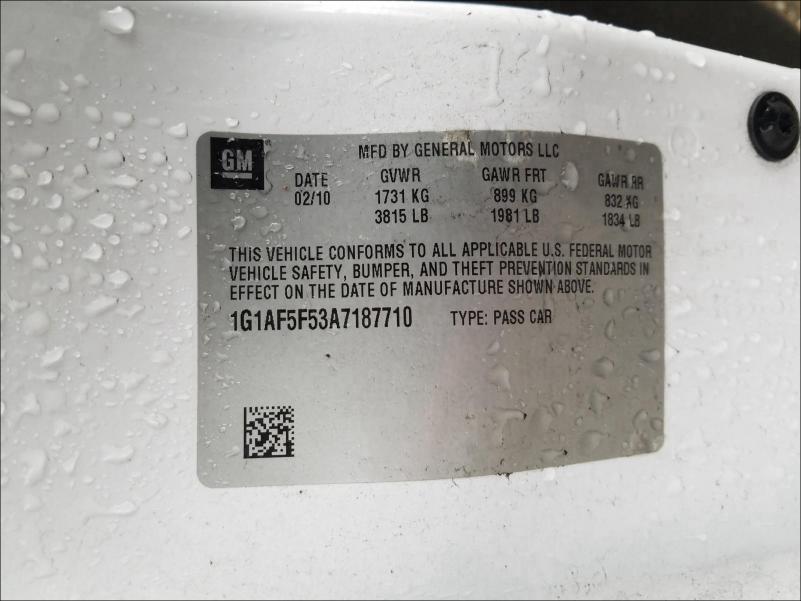 GM
MFD BY GENERAL MOTORS LLC
DATE GVWR GAWR FRT GAWR RR
02/10 1731 KG 899 KG 832 KG
3815 LB 1981 LB 1834 LB
THIS VEHICLE CONFORMS TO ALL APPLICABLE U.S. FEDERAL MOTOR
VEHICLE SAFETY, BUMPER, AND THEFT PREVENTION STANDARDS IN
EFFECT ON THE DATE OF MANUFACTURE SHOWN ABOVE.
1G1AF5F53A7187710 TYPE: PASS CAR